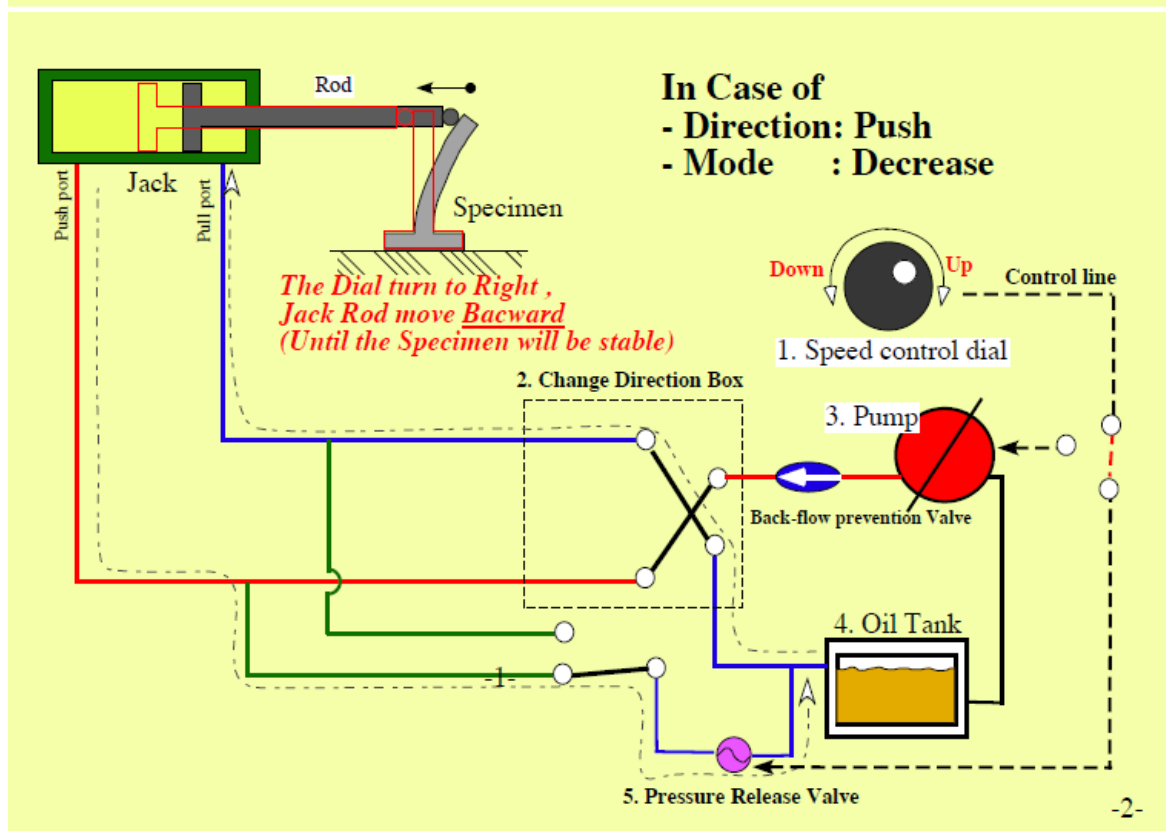 Rod
In Case of
- Direction: Push
- Mode : Decrease
Jack
Push port
Pull port
Specimen
The Dial turn to Right ,
Jack Rod move Bacward
(Until the Specimen will be stable)
Down
Up
Control line
1. Speed control dial
2. Change Direction Box
3. Pump
Back-flow prevention Valve
4. Oil Tank
-1-
5. Pressure Release Valve
-2-